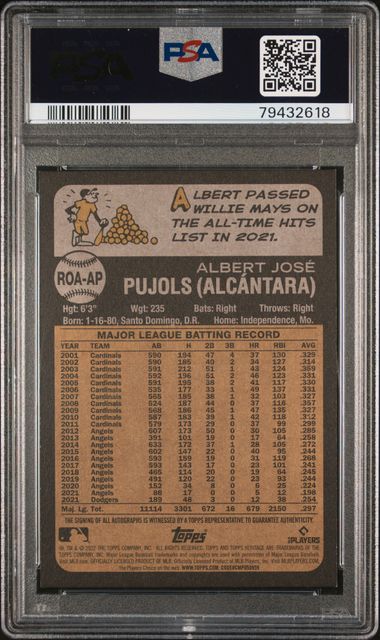 PSA
PSA
79432618
ALBERT PASSED
WILLIE MAYS ON
THE ALL-TIME HITS
LIST IN 2021.
ROA-AP
ALBERT JOSÉ
PUJOLS (ALCÁNTARA)
Hgt: 6'3" Wgt: 235 Bats: Right Throws: Right
Born: 1-16-80, Santo Domingo, D.R. Home: Independence, Mo.
MAJOR LEAGUE BATTING RECORD
YEAR TEAM AB H 2B 3B HR RBI AVG
2001 Cardinals 590 194 47 4 37 130 .329
2002 Cardinals 590 185 40 2 34 127 .314
2003 Cardinals 591 212 51 1 43 124 .359
2004 Cardinals 592 196 51 2 46 123 .331
2005 Cardinals 591 195 38 2 41 117 .330
2006 Cardinals 535 177 33 1 49 137 .331
2007 Cardinals 565 185 38 1 32 103 .327
2008 Cardinals 524 187 44 0 37 116 .357
2009 Cardinals 568 186 45 1 47 135 .327
2010 Cardinals 587 183 39 1 42 118 .312
2011 Cardinals 579 173 29 0 37 99 .299
2012 Angels 607 173 50 0 30 105 .285
2013 Angels 391 101 19 0 17 64 .258
2014 Angels 633 172 37 1 28 105 .272
2015 Angels 602 147 22 0 40 95 .244
2016 Angels 593 159 19 0 31 119 .268
2017 Angels 593 143 17 0 23 101 .241
2018 Angels 465 114 20 0 19 64 .245
2019 Angels 491 120 22 0 23 93 .244
2020 Angels 152 34 8 0 6 25 .224
2021 Angels 86 17 0 0 5 12 .198
2021 Dodgers 189 48 3 0 12 38 .254
Maj. Lg. Tot. 11114 3301 672 16 679 2150 .297
THE SIGNING OF ALL AUTOGRAPHS IS WITNESSED BY A TOPPS REPRESENTATIVE TO GUARANTEE AUTHENTICITY.
Topps
PLAYERS